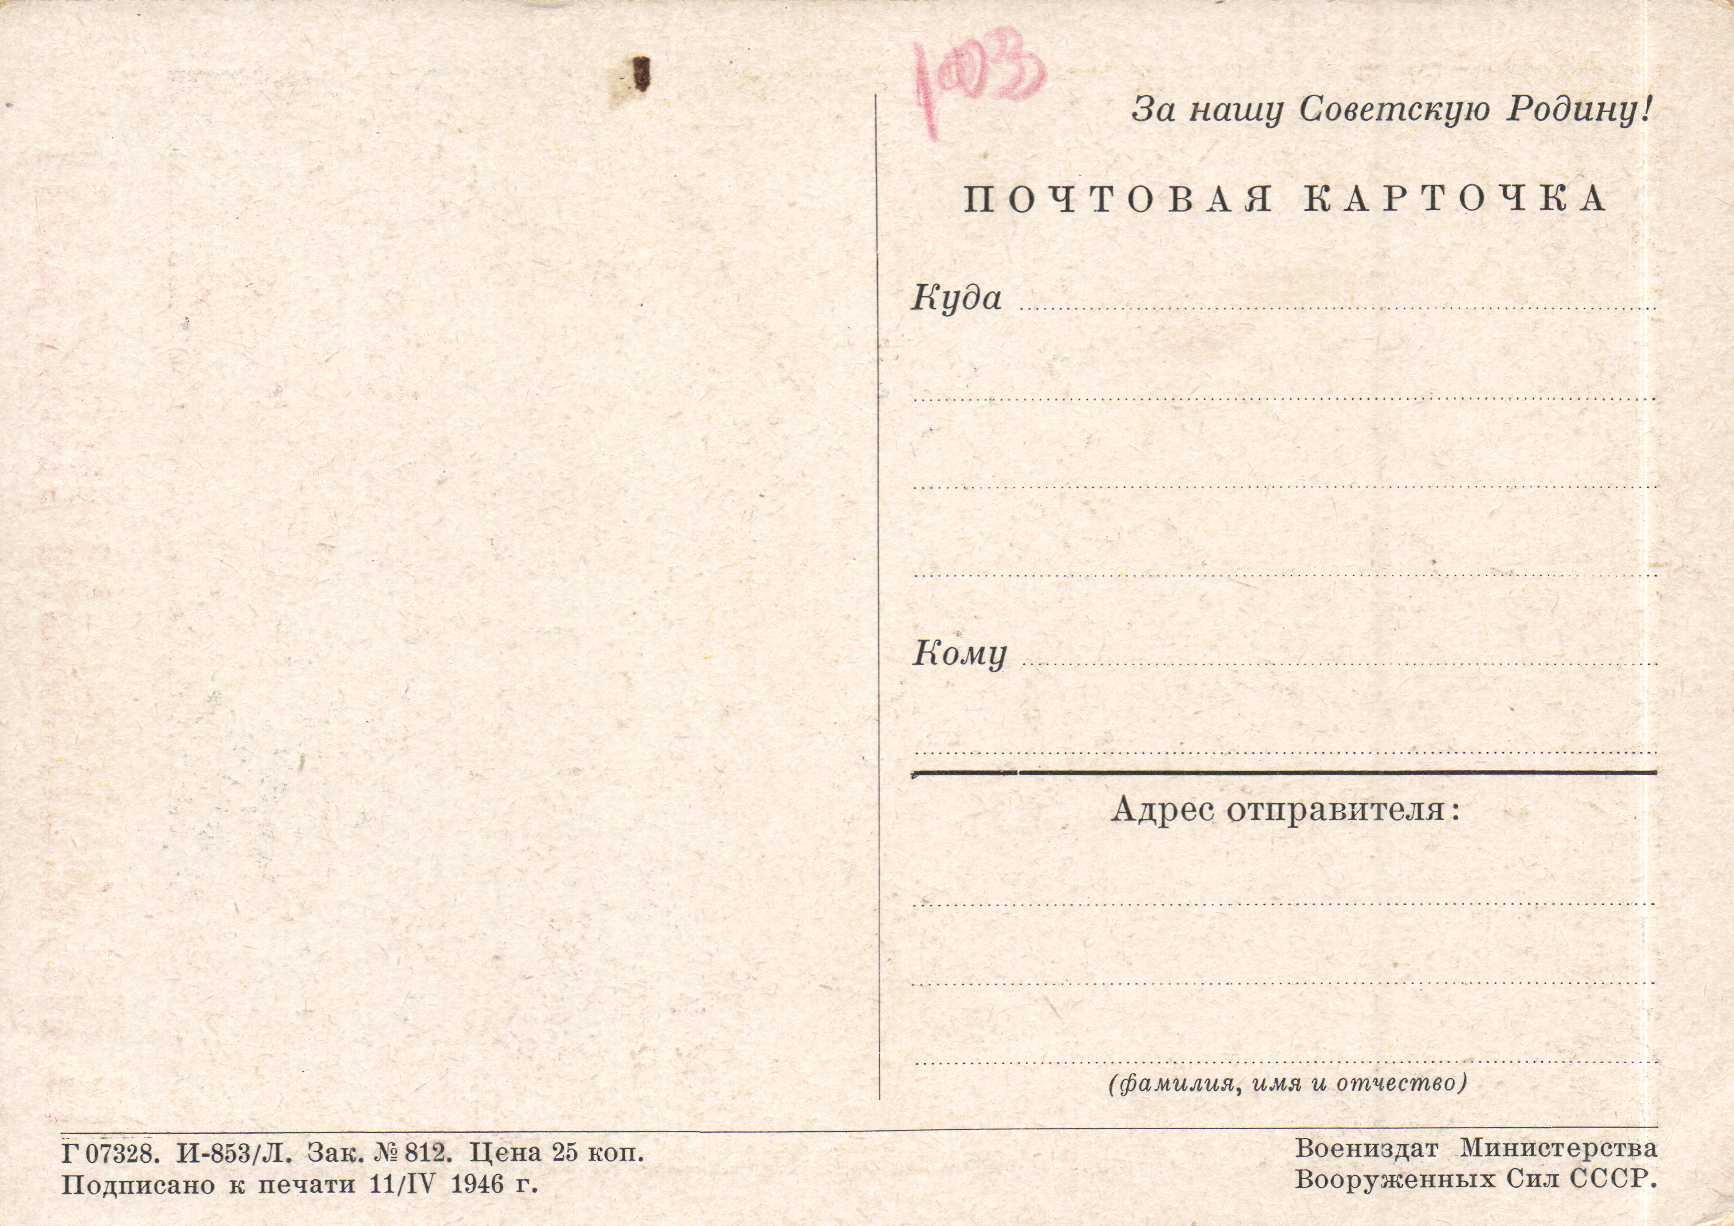 За нашу Советскую Родину!
ПОЧТОВАЯ КАРТОЧКА
Куда
Кому
Адрес отправителя:
(фамилия, имя и отчество)
Г 07328. И-853/Л. Зак. № 812. Цена 25 коп.
Подписано к печати 11/IV 1946 г.
Воениздат Министерства
Вооруженных Сил СССР.